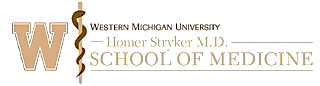 W
WESTERN MICHIGAN UNIVERSITY
Homer Stryker M.D.
SCHOOL OF MEDICINE